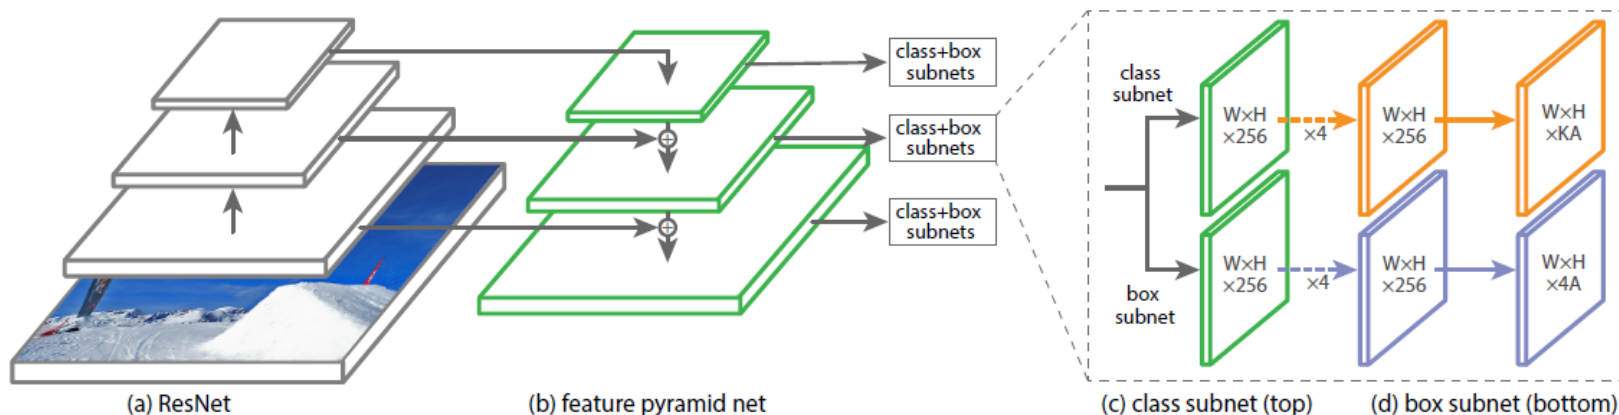 class+box
subnets
class+box
subnets
class+box
subnets
class
subnet
W×H
×256
×4
W×H
×256
W×H
×KA
box
subnet
W×H
×256
×4
W×H
×256
W×H
×4A
(a) ResNet
(b) feature pyramid net
(c) class subnet (top)
(d) box subnet (bottom)